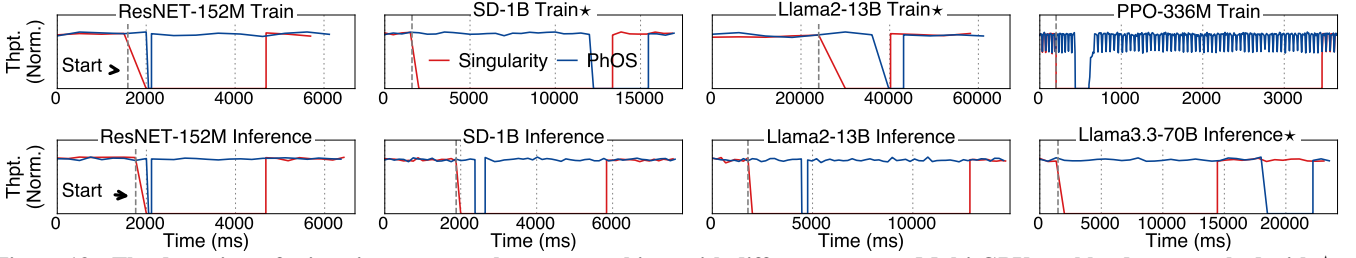 ResNET-152M Train
SD-1B Train★
Llama2-13B Train★
PPO-336M Train
Thpt.
(Norm.)
Start
Singularity
PhOS
0 2000 4000 6000
0 5000 10000 15000
0 20000 40000 60000
0 1000 2000 3000
ResNET-152M Inference
SD-1B Inference
Llama2-13B Inference
Llama3.3-70B Inference★
Thpt.
(Norm.)
Start
0 2000 4000 6000
0 2000 4000 6000
0 5000 10000
0 5000 10000 15000 20000
Time (ms)
Time (ms)
Time (ms)
Time (ms)